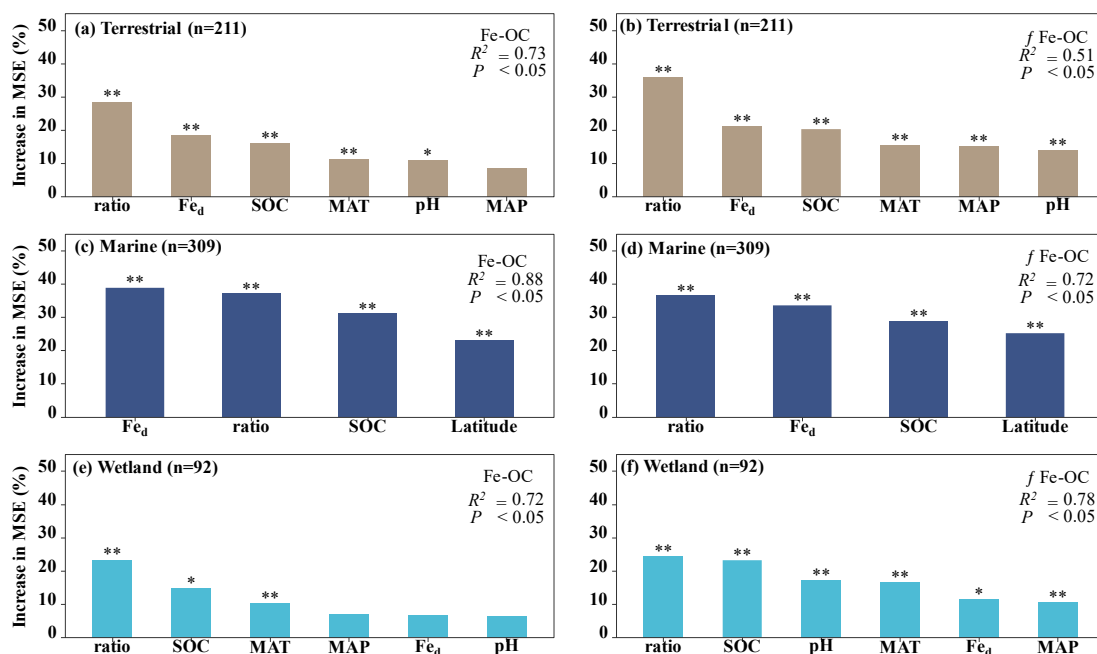 (a) Terrestrial (n=211)
Fe-OC
R² = 0.73
P < 0.05
Increase in MSE (%)
50
40
30
20
10
0
**
**
**
**
*
ratio Fed SOC MAT pH MAP
(b) Terrestrial (n=211)
f Fe-OC
R² = 0.51
P < 0.05
50
40
30
20
10
0
**
**
**
**
**
**
ratio Fed SOC MAT MAP pH
(c) Marine (n=309)
Fe-OC
R² = 0.88
P < 0.05
Increase in MSE (%)
50
40
30
20
10
0
**
**
**
**
Fed ratio SOC Latitude
(d) Marine (n=309)
f Fe-OC
R² = 0.72
P < 0.05
50
40
30
20
10
0
**
**
**
**
ratio Fed SOC Latitude
(e) Wetland (n=92)
Fe-OC
R² = 0.72
P < 0.05
Increase in MSE (%)
50
40
30
20
10
0
**
*
**
ratio SOC MAT MAP Fed pH
(f) Wetland (n=92)
f Fe-OC
R² = 0.78
P < 0.05
50
40
30
20
10
0
**
**
**
**
*
**
ratio SOC pH MAT Fed MAP